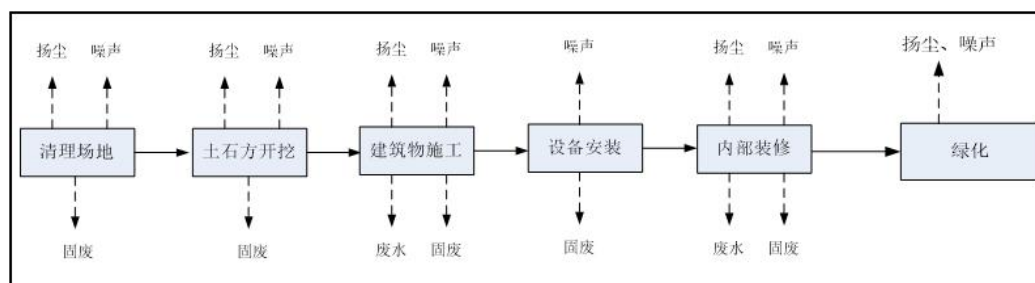 扬尘 噪声 扬尘 噪声 扬尘 噪声 噪声 扬尘 噪声 扬尘、噪声
清理场地 土石方开挖 建筑物施工 设备安装 内部装修 绿化
固废 固废 废水 固废 固废 废水 固废